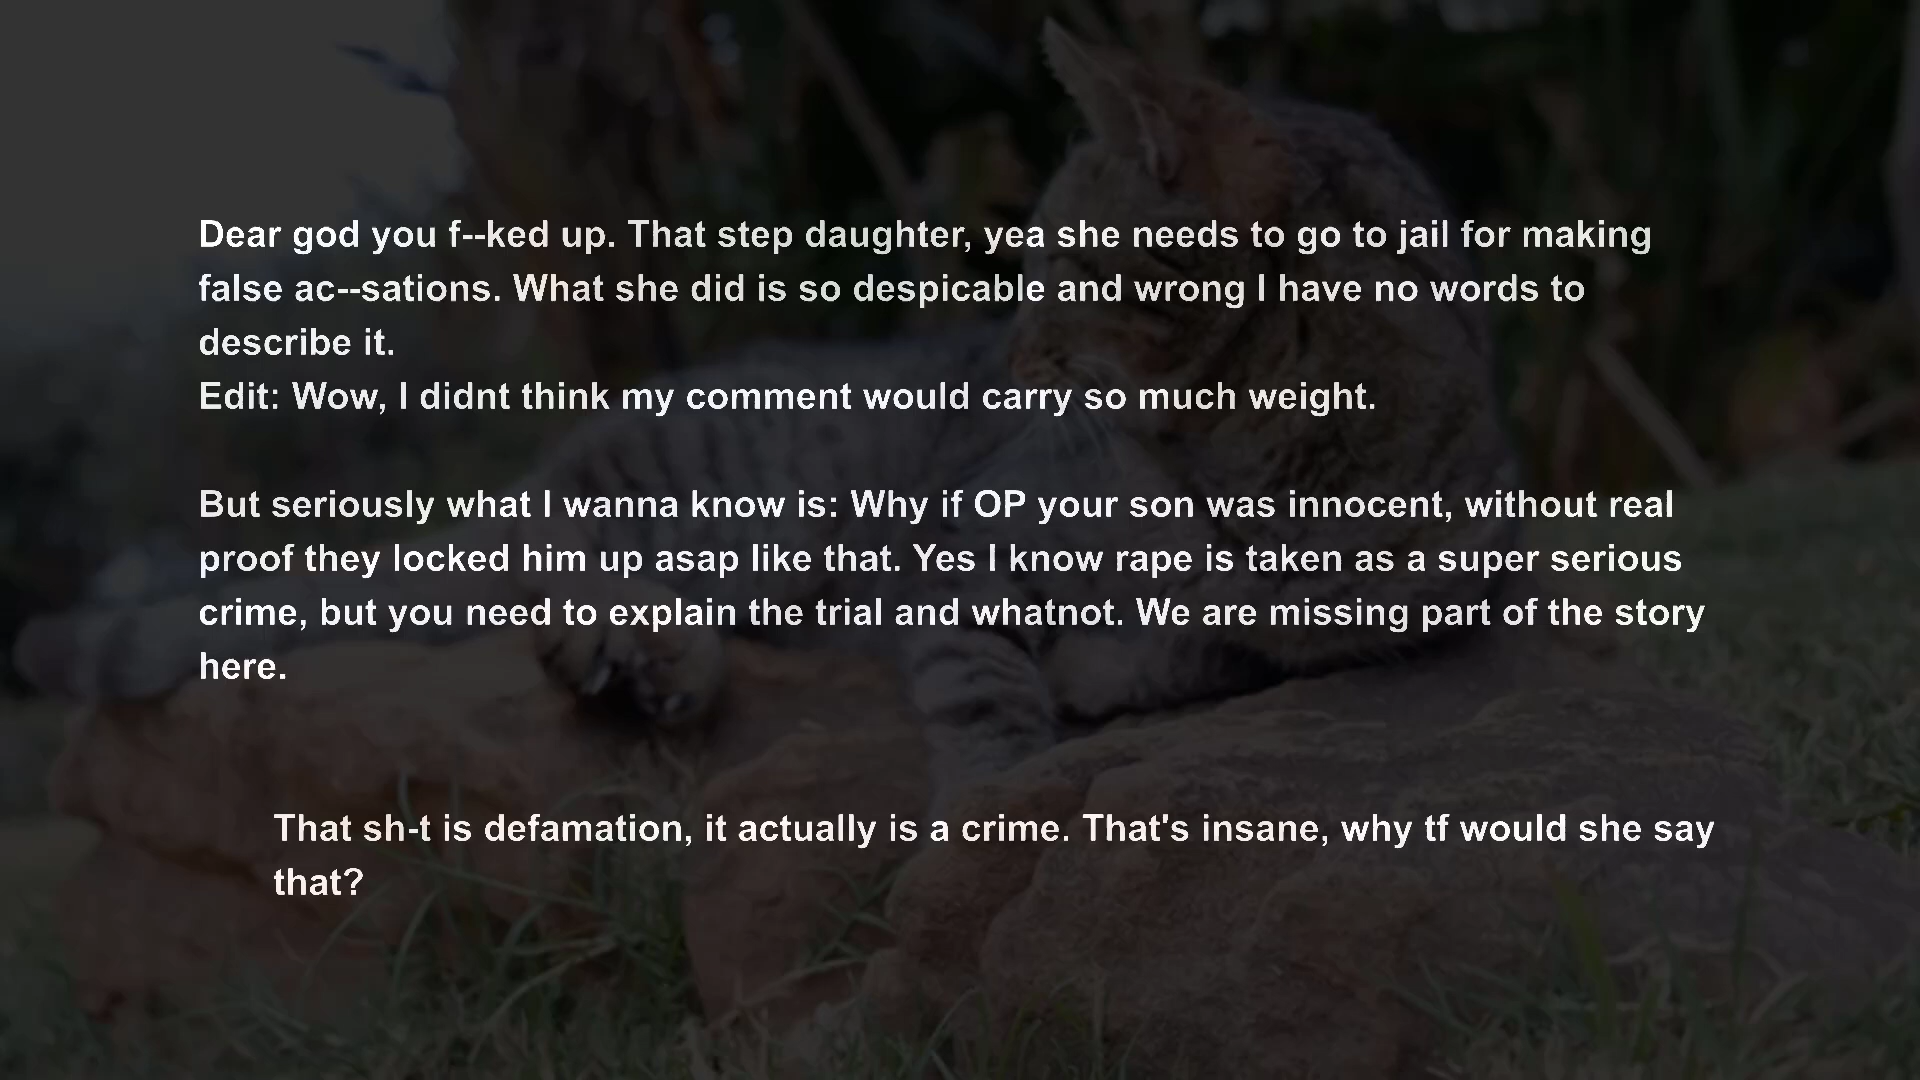 Dear god you f--ked up. That step daughter, yea she needs to go to jail for making
false ac--sations. What she did is so despicable and wrong I have no words to
describe it.
Edit: Wow, I didnt think my comment would carry so much weight.
But seriously what I wanna know is: Why if OP your son was innocent, without real
proof they locked him up asap like that. Yes I know rape is taken as a super serious
crime, but you need to explain the trial and whatnot. We are missing part of the story
here.
That sh-t is defamation, it actually is a crime. That's insane, why tf would she say
that?